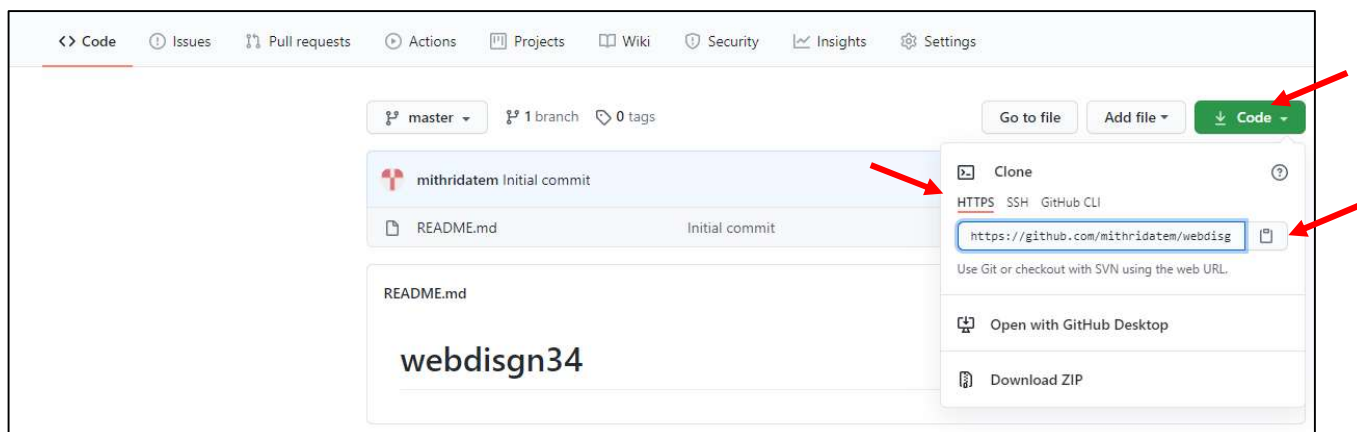 <> Code Issues Pull requests Actions Projects Wiki Security Insights Settings
master 1 branch 0 tags Go to file Add file Code
mithridatem Initial commit
README.md Initial commit
Clone
HTTPS SSH GitHub CLI
https://github.com/mithridatem/webdisg
Use Git or checkout with SVN using the web URL.
Open with GitHub Desktop
Download ZIP
README.md
webdisgn34